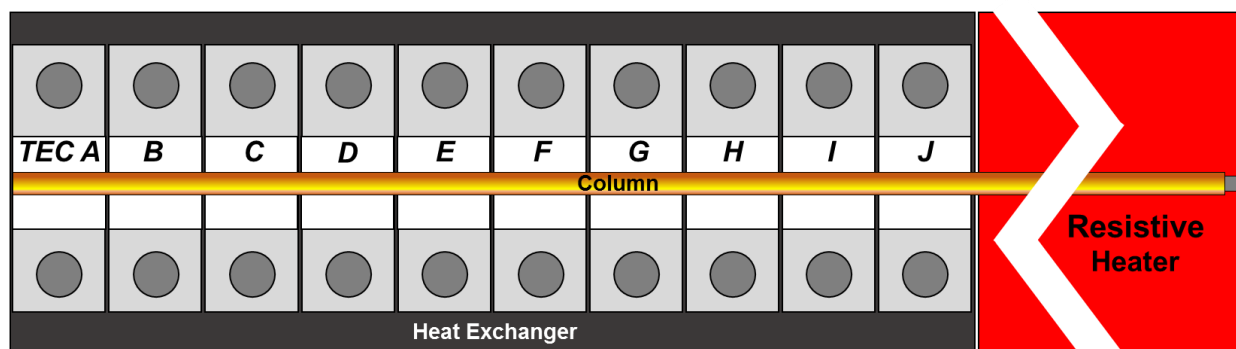 TEC A B C D E F G H I J
Column
Resistive
Heater
Heat Exchanger